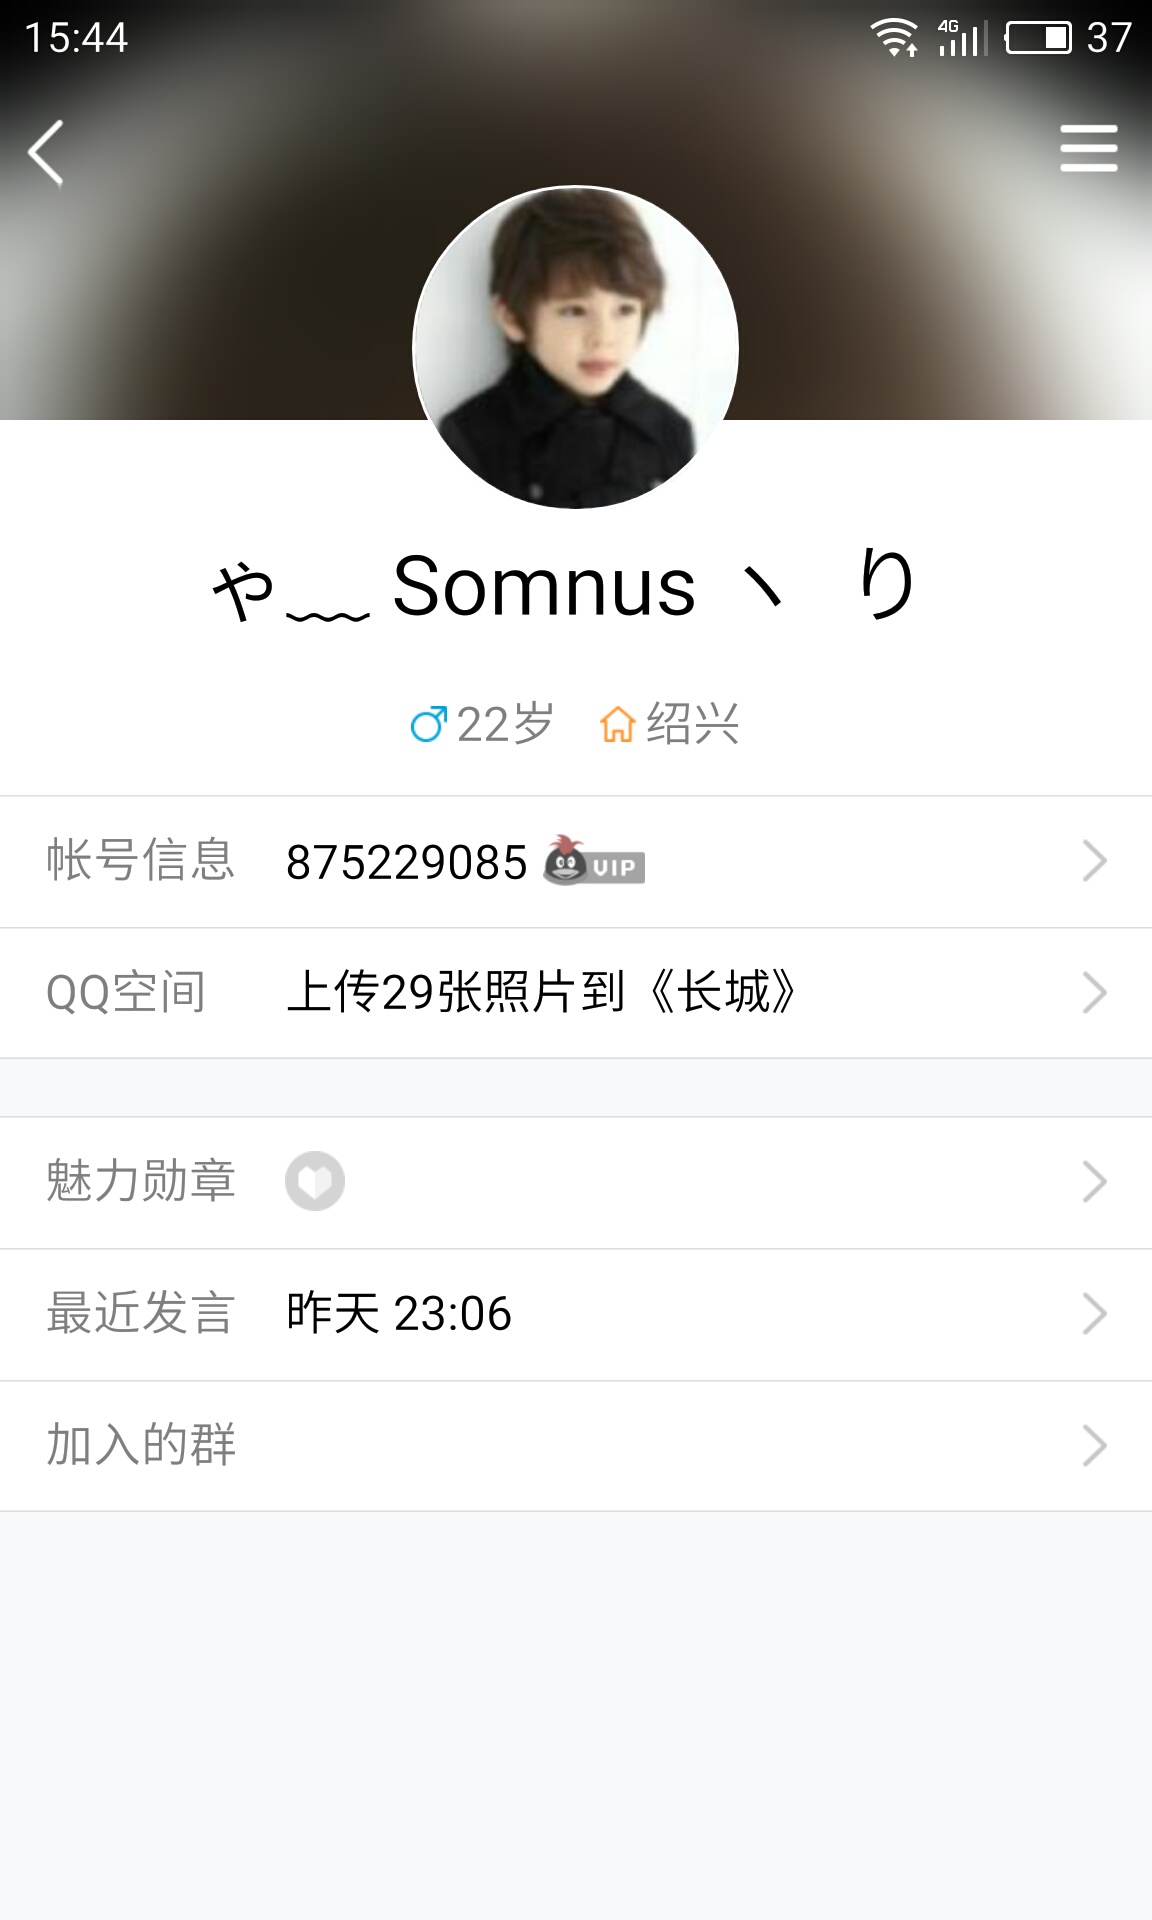 15:44 4G 37
ゃ﹏ Somnus 丶 り
22岁 绍兴
帐号信息 875229085 VIP
QQ空间 上传29张照片到《长城》
魅力勋章
最近发言 昨天 23:06
加入的群